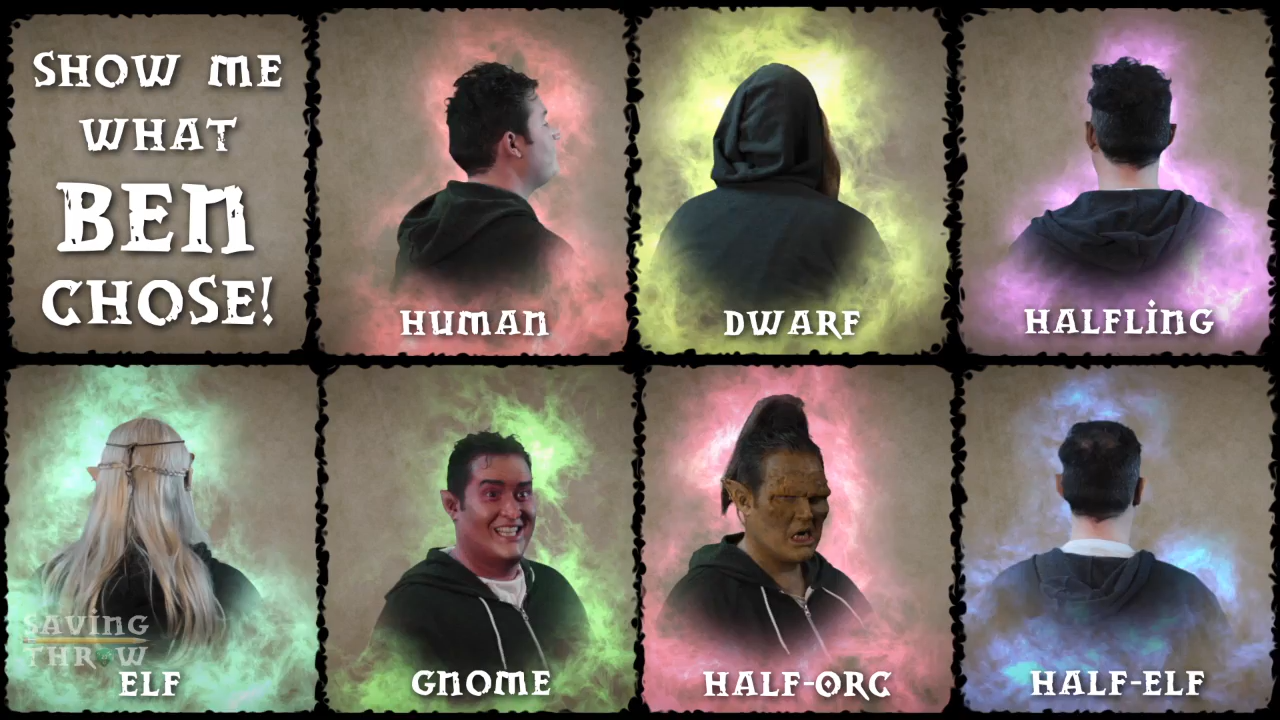 SHOW ME
WHAT
BEN
CHOSE!
HUMAN
DWARF
HALFLING
SAVING
THROW
ELF
GNOME
HALF-ORC
HALF-ELF